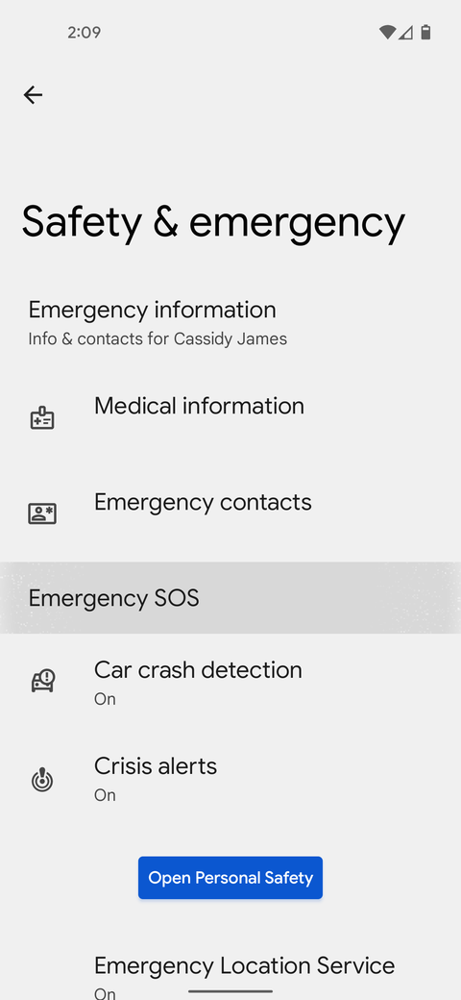 2:09
Safety & emergency
Emergency information
Info & contacts for Cassidy James
Medical information
Emergency contacts
Emergency SOS
Car crash detection
On
Crisis alerts
On
Open Personal Safety
Emergency Location Service
On